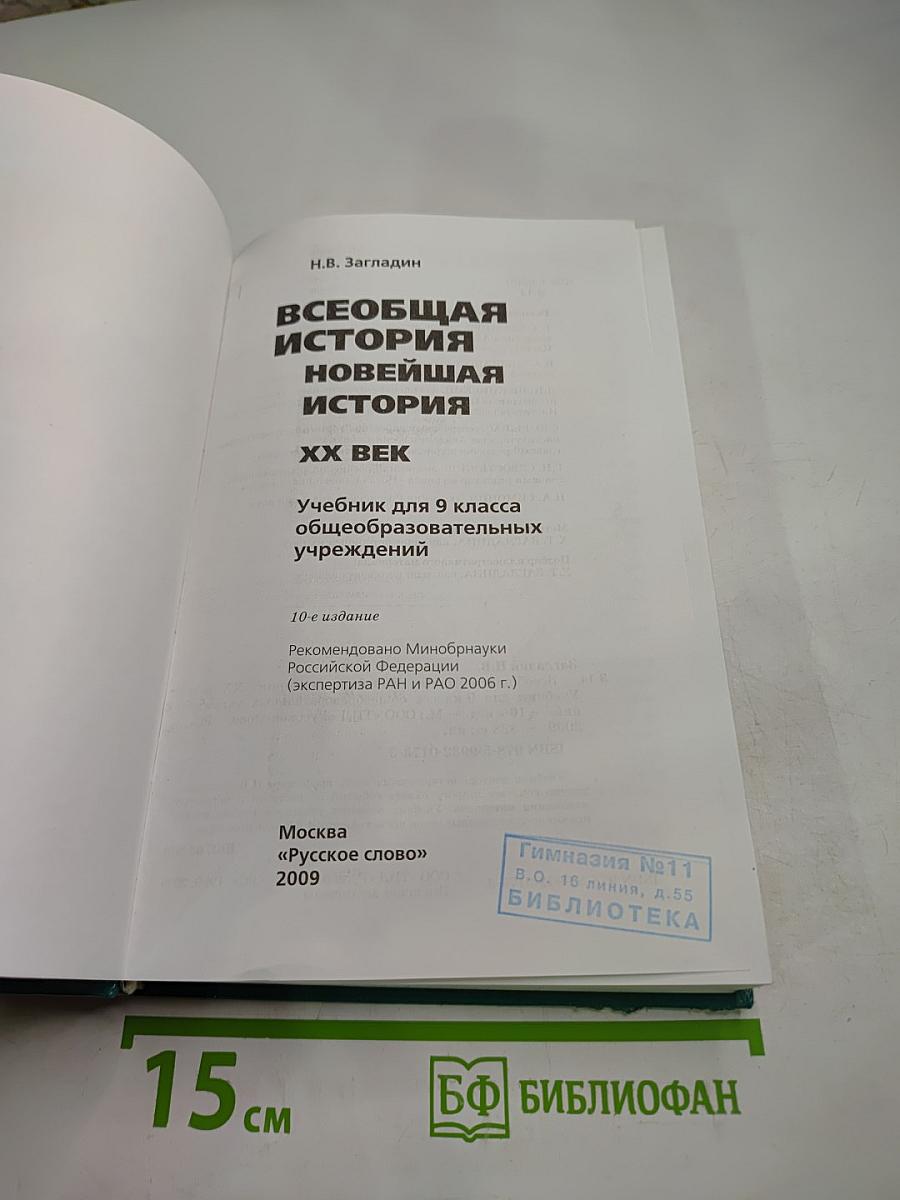 Н.В. Загладин
ВСЕОБЩАЯ
ИСТОРИЯ
НОВЕЙШАЯ
ИСТОРИЯ
XX ВЕК
Учебник для 9 класса
общеобразовательных
учреждений
10-е издание
Рекомендовано Минобрнауки
Российской Федерации
(экспертиза РАН и РАО 2006 г.)
Москва
«Русское слово»
2009
Гимназия №11
В.О. 16 линия, д.55
БИБЛИОТЕКА
15 см
БФ БИБЛИОФАН